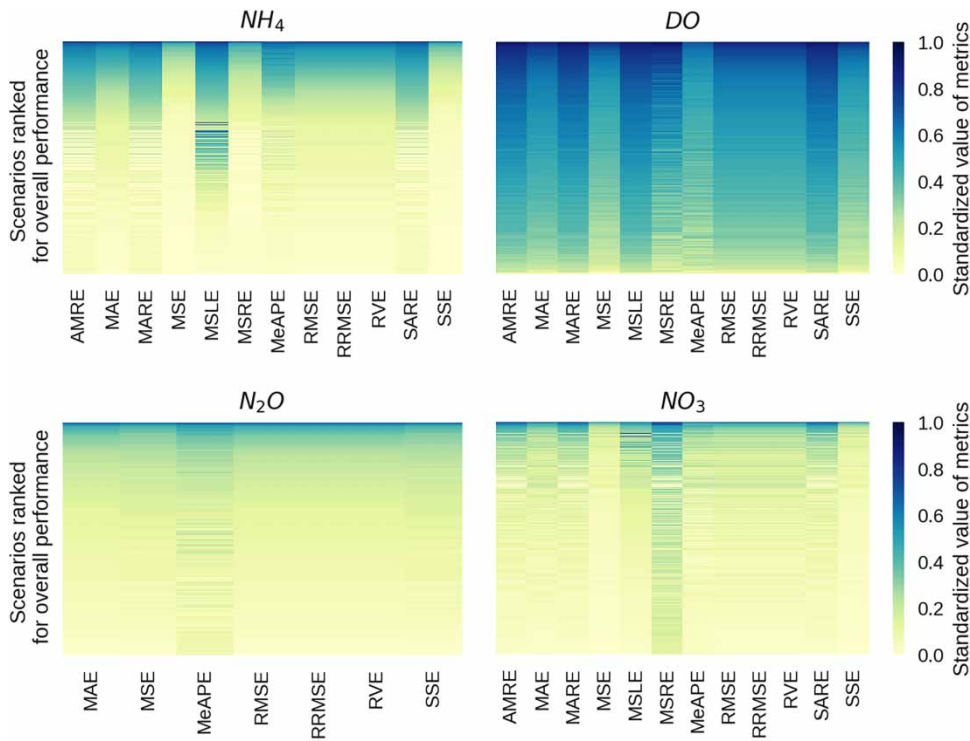 NH₄
DO
Scenarios ranked
for overall performance
AMRE
MAE
MARE
MSE
MSLE
MSRE
MeAPE
RMSE
RRMSE
RVE
SARE
SSE
AMRE
MAE
MARE
MSE
MSLE
MSRE
MeAPE
RMSE
RRMSE
RVE
SARE
SSE
1.0
0.8
0.6
0.4
0.2
0.0
Standardized value of metrics
N₂O
NO₃
Scenarios ranked
for overall performance
MAE
MSE
MeAPE
RMSE
RRMSE
RVE
SSE
AMRE
MAE
MARE
MSE
MSLE
MSRE
MeAPE
RMSE
RRMSE
RVE
SARE
SSE
1.0
0.8
0.6
0.4
0.2
0.0
Standardized value of metrics